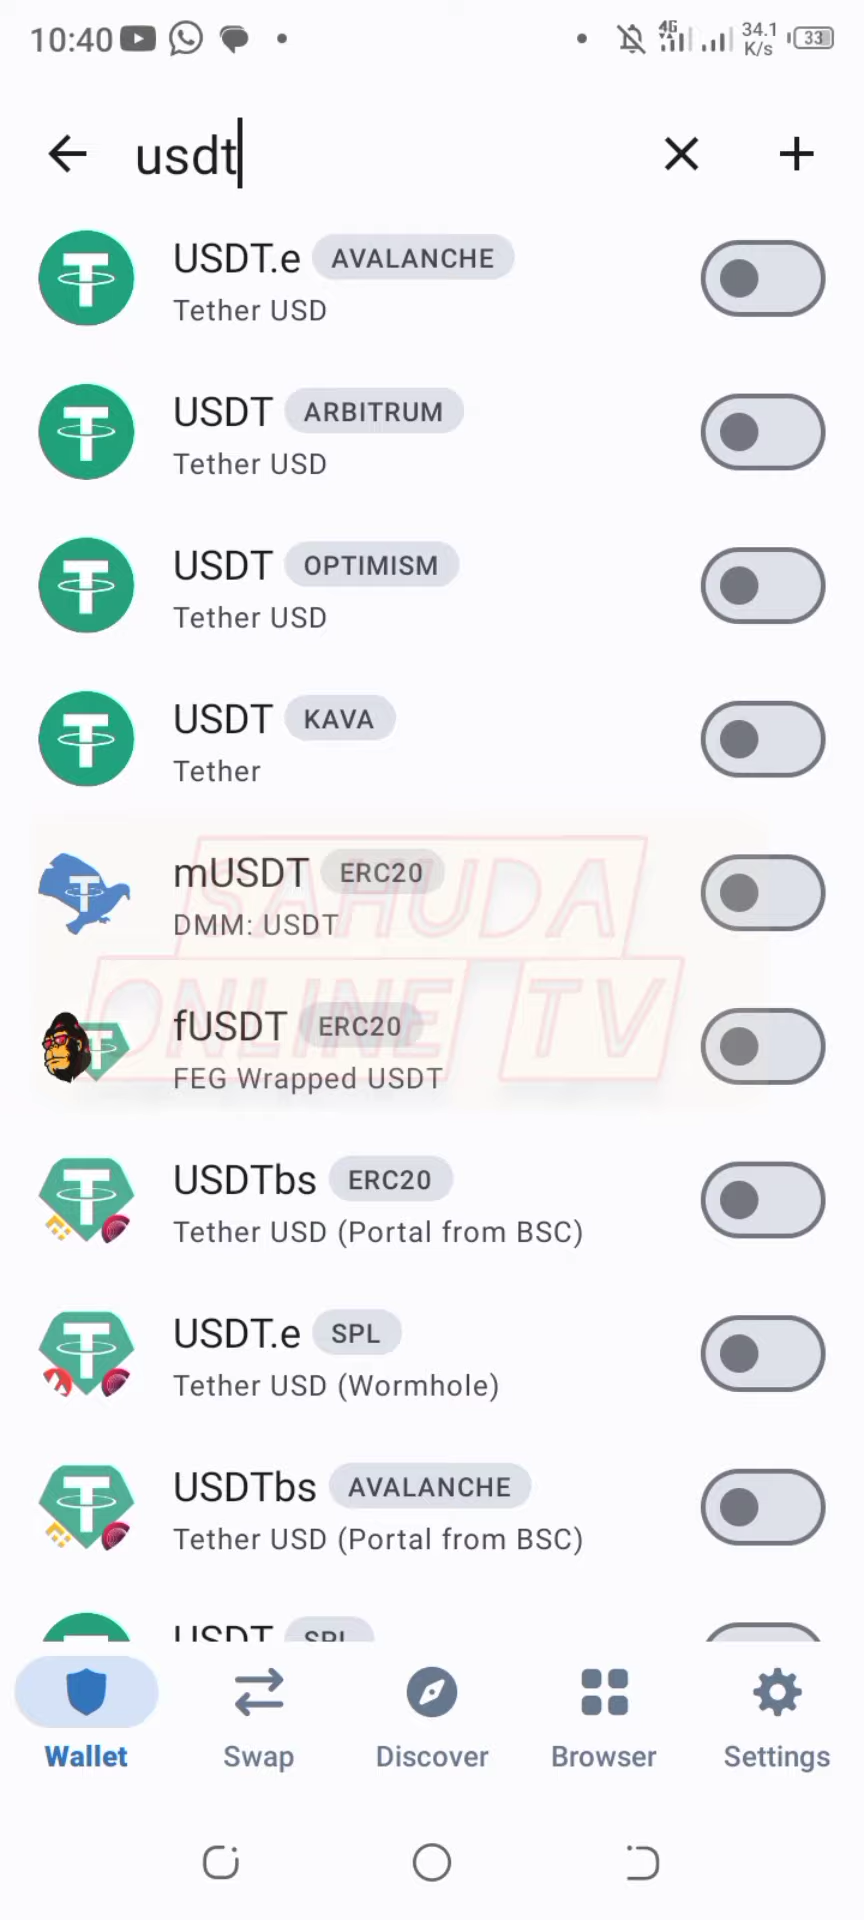 10:40 4G 34.1 K/s 33
usdt
USDT.e AVALANCHE
Tether USD
USDT ARBITRUM
Tether USD
USDT OPTIMISM
Tether USD
USDT KAVA
Tether
mUSDT ERC20
DMM: USDT
SAHUDA
ONLINE TV
fUSDT ERC20
FEG Wrapped USDT
USDTbs ERC20
Tether USD (Portal from BSC)
USDT.e SPL
Tether USD (Wormhole)
USDTbs AVALANCHE
Tether USD (Portal from BSC)
USDT SPL
Wallet Swap Discover Browser Settings